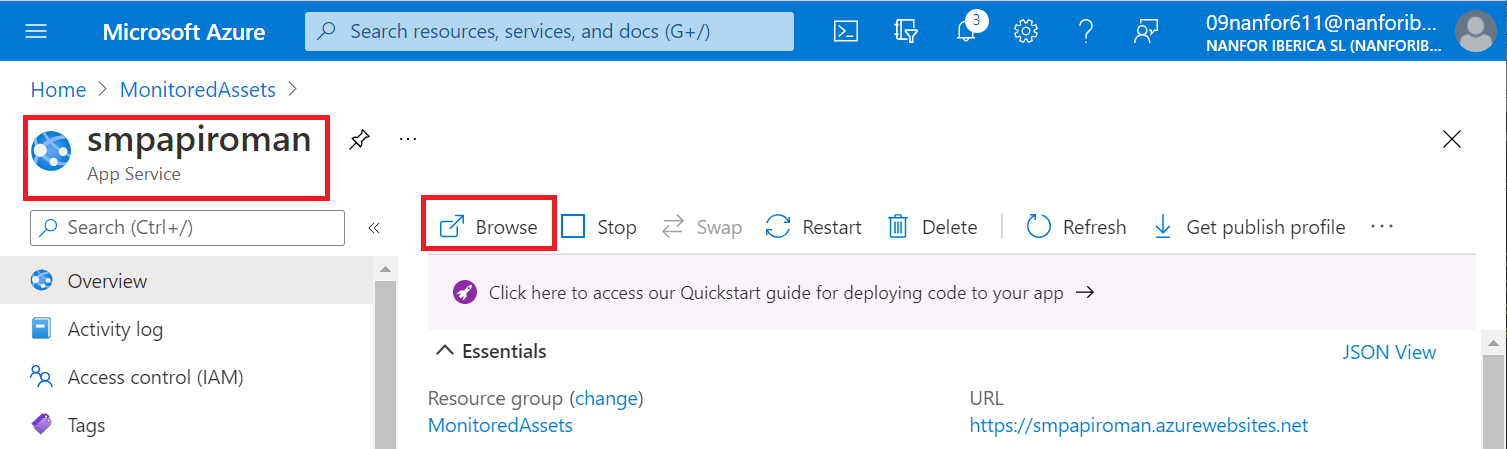 Microsoft Azure
Search resources, services, and docs (G+/)
3
09nanfor611@nanforib...
NANFOR IBERICA SL (NANFORIB...
Home > MonitoredAssets >
smpapiroman
...
App Service
Search (Ctrl+/)
«
Browse
Stop
Swap
Restart
Delete
Refresh
Get publish profile
...
Overview
Click here to access our Quickstart guide for deploying code to your app →
Activity log
Essentials
JSON View
Access control (IAM)
Resource group (change)
URL
Tags
MonitoredAssets
https://smpapiroman.azurewebsites.net